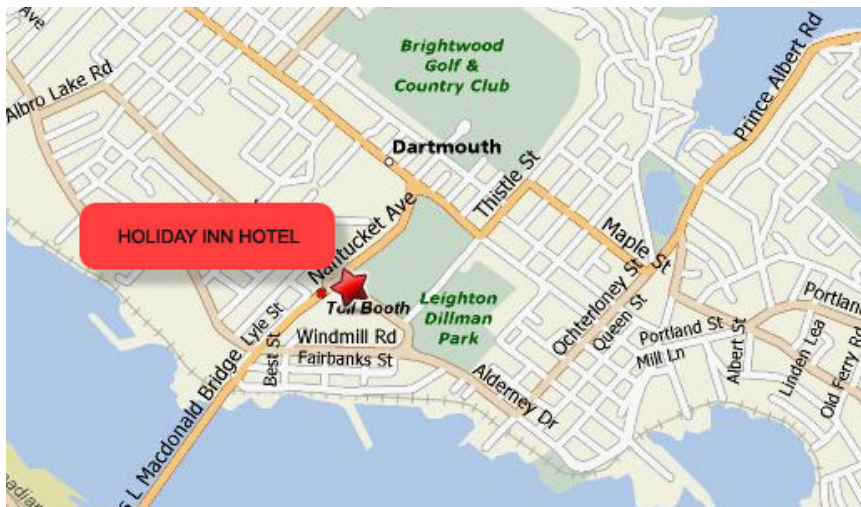 Ave
Brightwood
Golf &
Country Club
Prince Albert Rd
Albro Lake Rd
Dartmouth
Thistle St
HOLIDAY INN HOTEL
Nantucket Ave
Maple St
Toll Booth
Leighton
Dillman
Park
Ochterloney St
Queen St
Portland
Portland St
Mill Ln
Albert St
Linden Lea
Old Ferry Rd
Lyle St
Best St
Windmill Rd
Fairbanks St
Alderney Dr
s L Macdonald Bridge
anadian